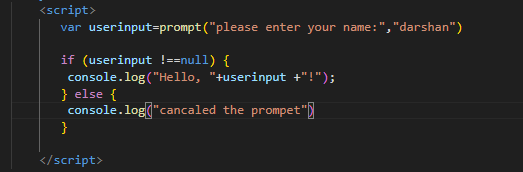 <script>
var userinput=prompt("please enter your name:","darshan")
if (userinput !==null) {
console.log("Hello, "+userinput +"!");
} else {
console.log("cancaled the prompet")
}
</script>